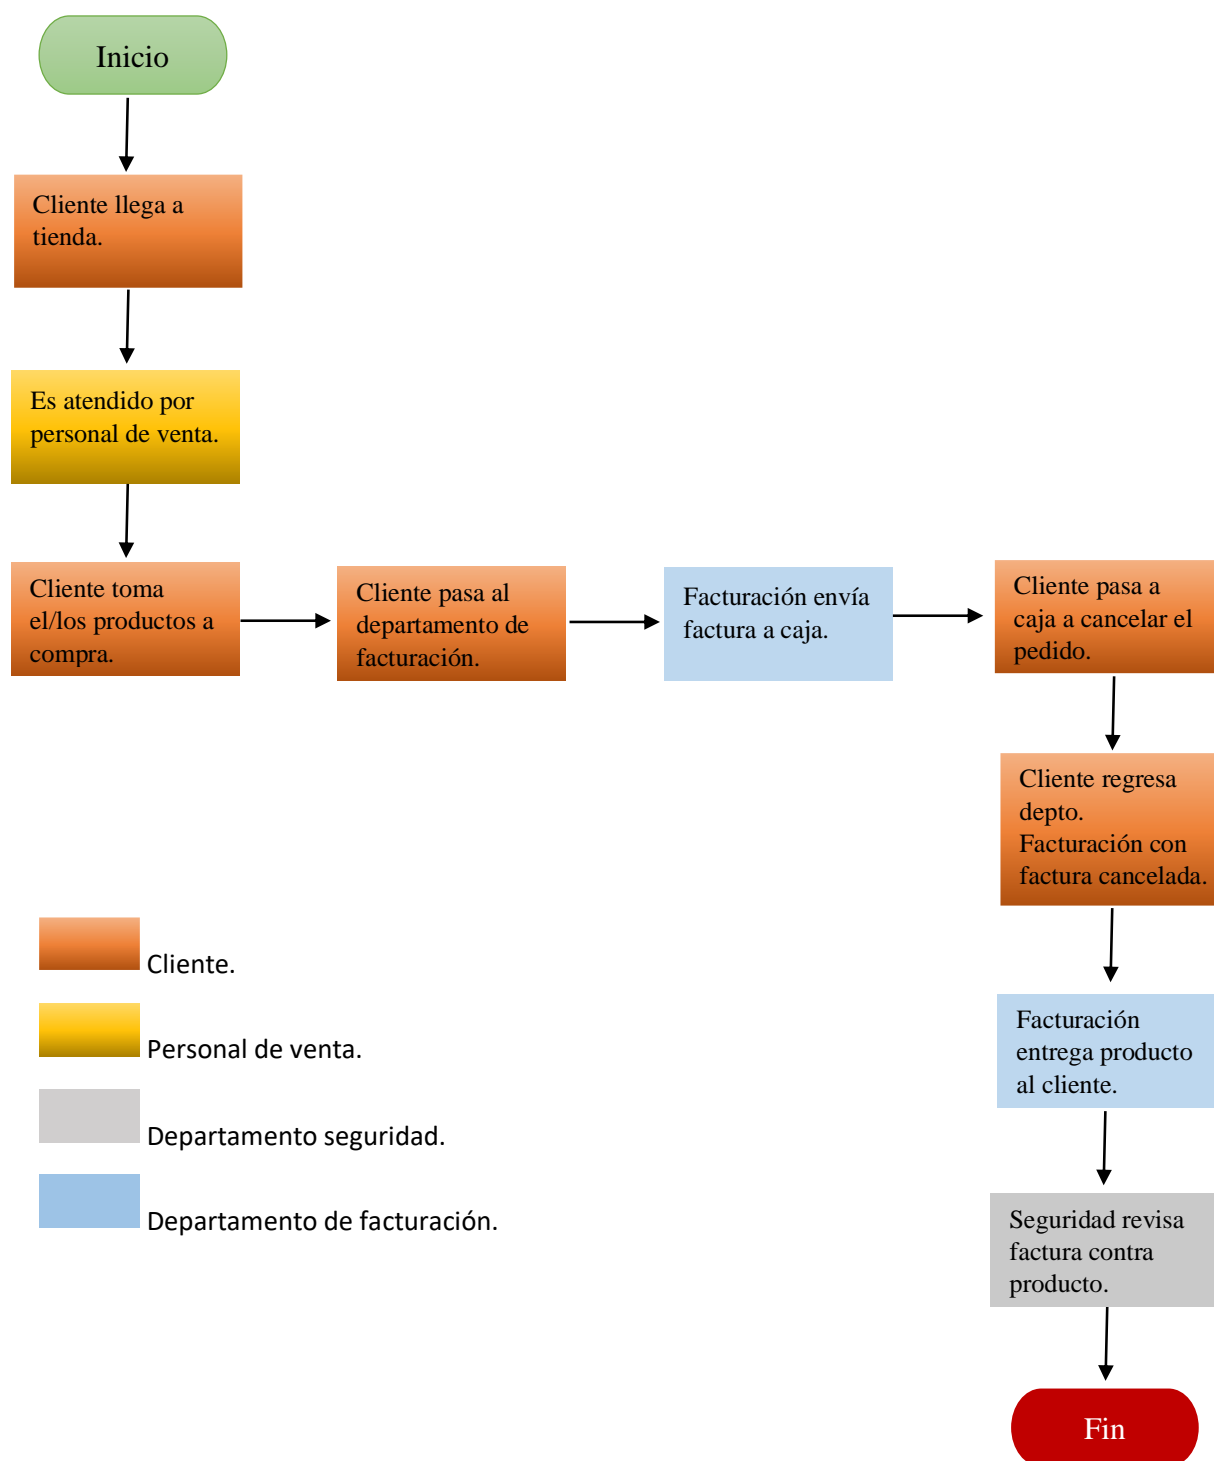 Inicio
Cliente llega a
tienda.
Es atendido por
personal de venta.
Cliente toma
el/los productos a
compra.
Cliente pasa al
departamento de
facturación.
Facturación envía
factura a caja.
Cliente pasa a
caja a cancelar el
pedido.
Cliente regresa
depto.
Facturación con
factura cancelada.
Facturación
entrega producto
al cliente.
Seguridad revisa
factura contra
producto.
Fin
Cliente.
Personal de venta.
Departamento seguridad.
Departamento de facturación.